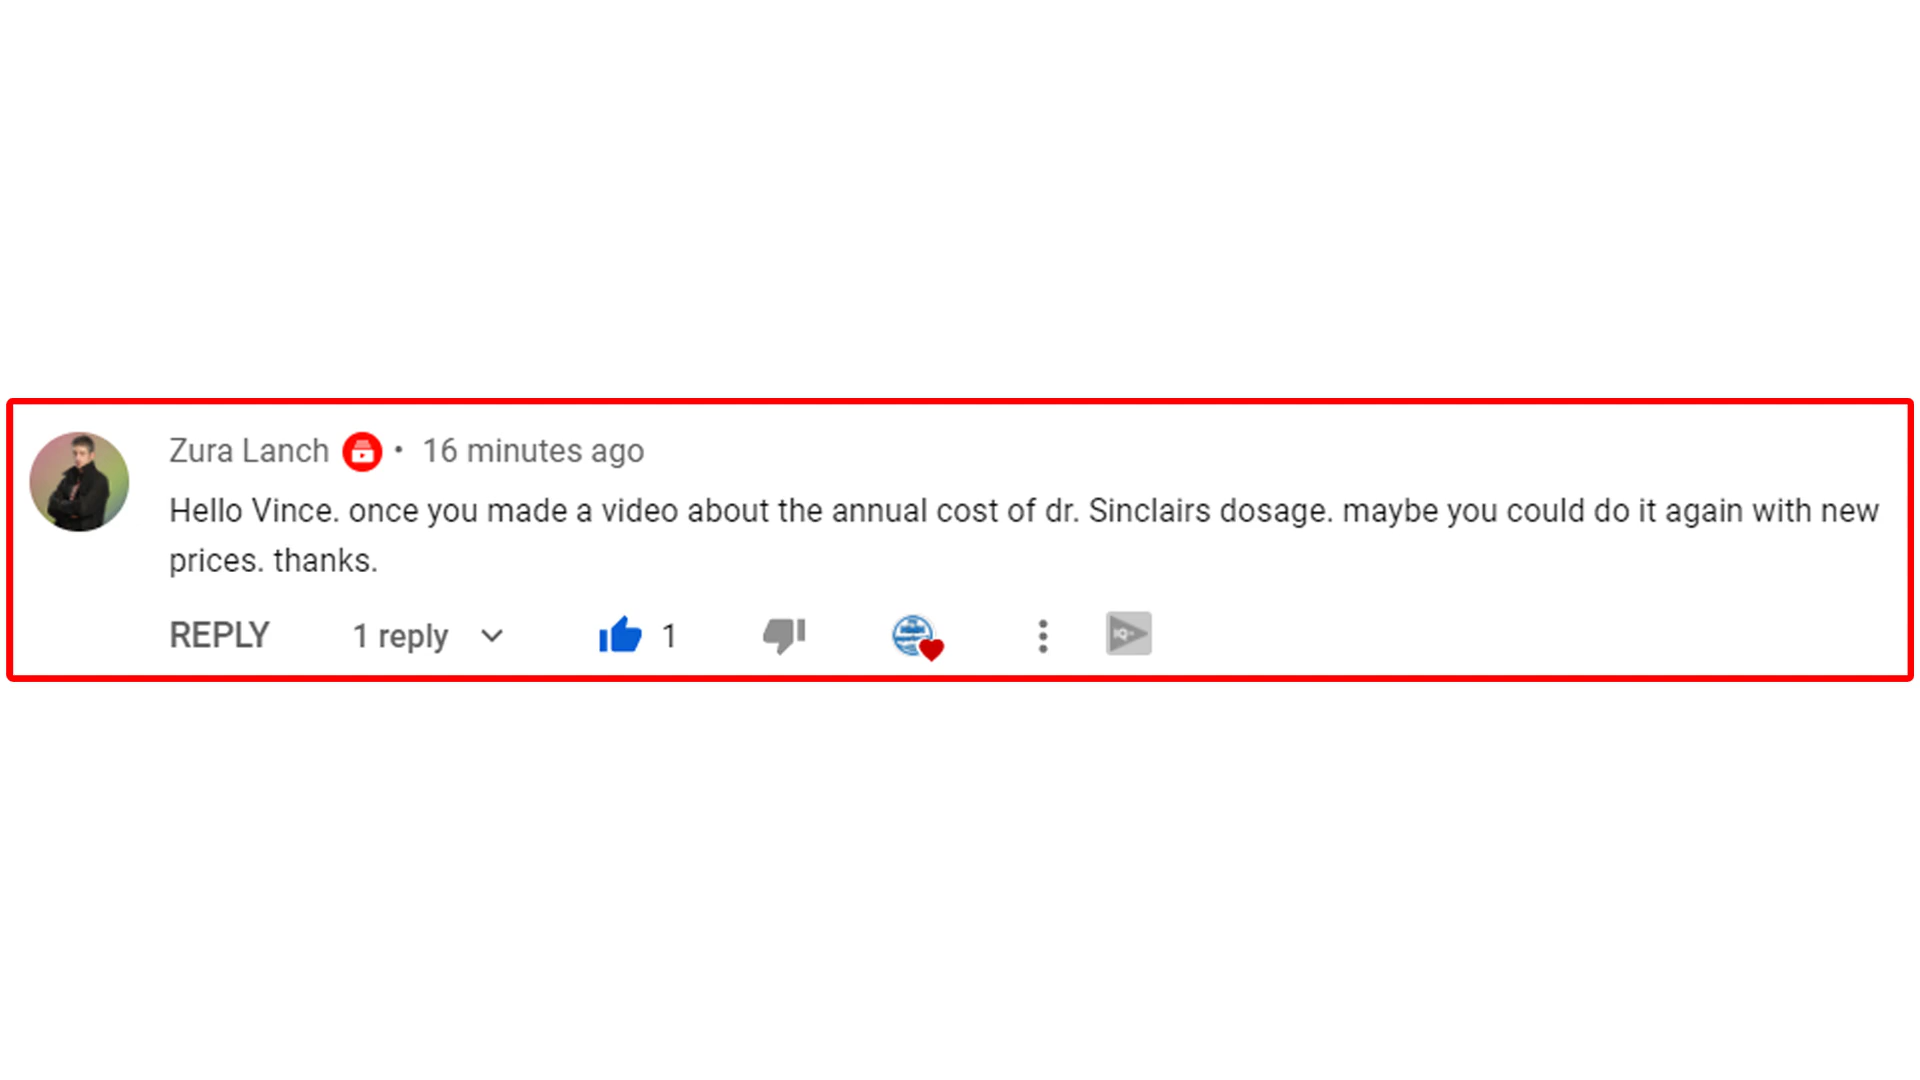 Zura Lanch • 16 minutes ago
Hello Vince. once you made a video about the annual cost of dr. Sinclairs dosage. maybe you could do it again with new
prices. thanks.
REPLY 1 reply 1 IQ